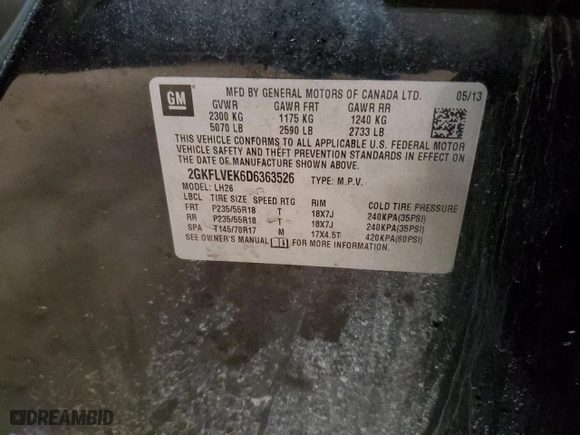 GM
MFD BY GENERAL MOTORS OF CANADA LTD. 05/13
GVWR GAWR FRT GAWR RR
2300 KG 1175 KG 1240 KG
5070 LB 2590 LB 2733 LB
THIS VEHICLE CONFORMS TO ALL APPLICABLE U.S. FEDERAL MOTOR
VEHICLE SAFETY AND THEFT PREVENTION STANDARDS IN EFFECT ON
THE DATE OF MANUFACTURE SHOWN ABOVE.
2GKFLVEK6D6363526 TYPE: M.P.V.
MODEL: LH26
LBCL TIRE SIZE SPEED RTG RIM COLD TIRE PRESSURE
FRT P235/55R18 T 18X7J 240KPA(35PSI)
RR P235/55R18 T 18X7J 240KPA(35PSI)
SPA T145/70R17 M 17X4.5T 420KPA(60PSI)
SEE OWNER'S MANUAL FOR MORE INFORMATION.
DREAMBID